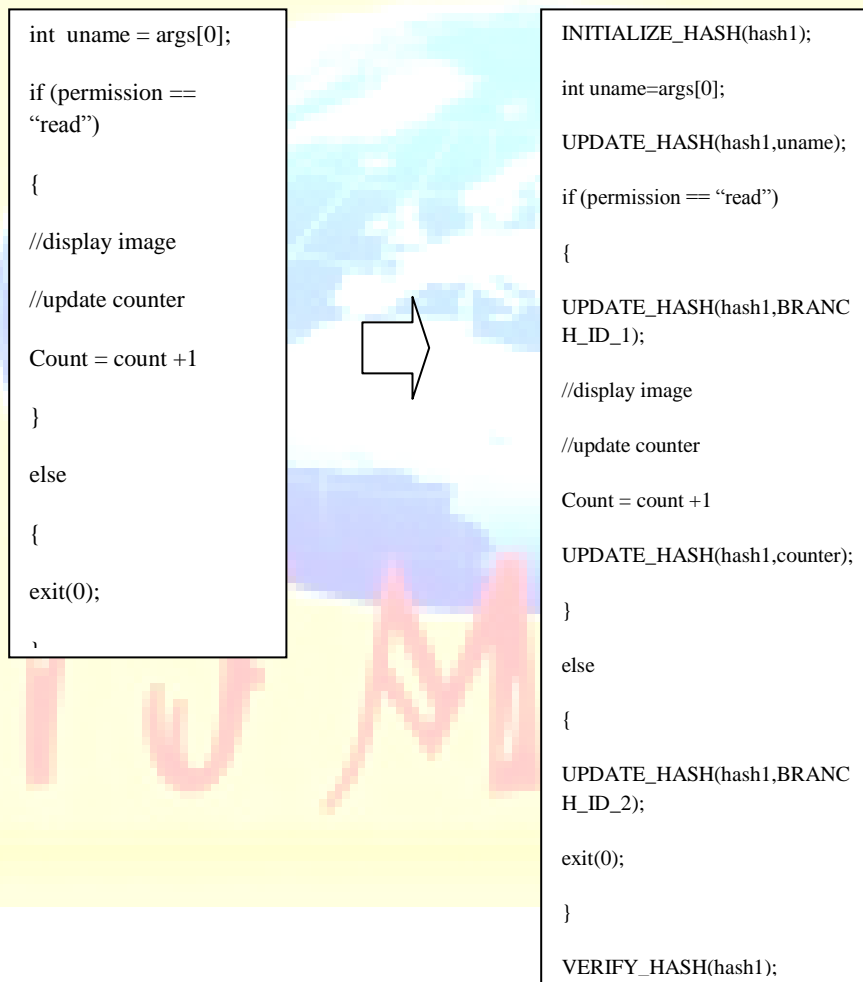 int uname = args[0];
if (permission ==
“read”)
{
//display image
//update counter
Count = count +1
}
else
{
exit(0);
}
INITIALIZE_HASH(hash1);
int uname=args[0];
UPDATE_HASH(hash1,uname);
if (permission == “read”)
{
UPDATE_HASH(hash1,BRANC
H_ID_1);
//display image
//update counter
Count = count +1
UPDATE_HASH(hash1,counter);
}
else
{
UPDATE_HASH(hash1,BRANC
H_ID_2);
exit(0);
}
VERIFY_HASH(hash1);
IJM